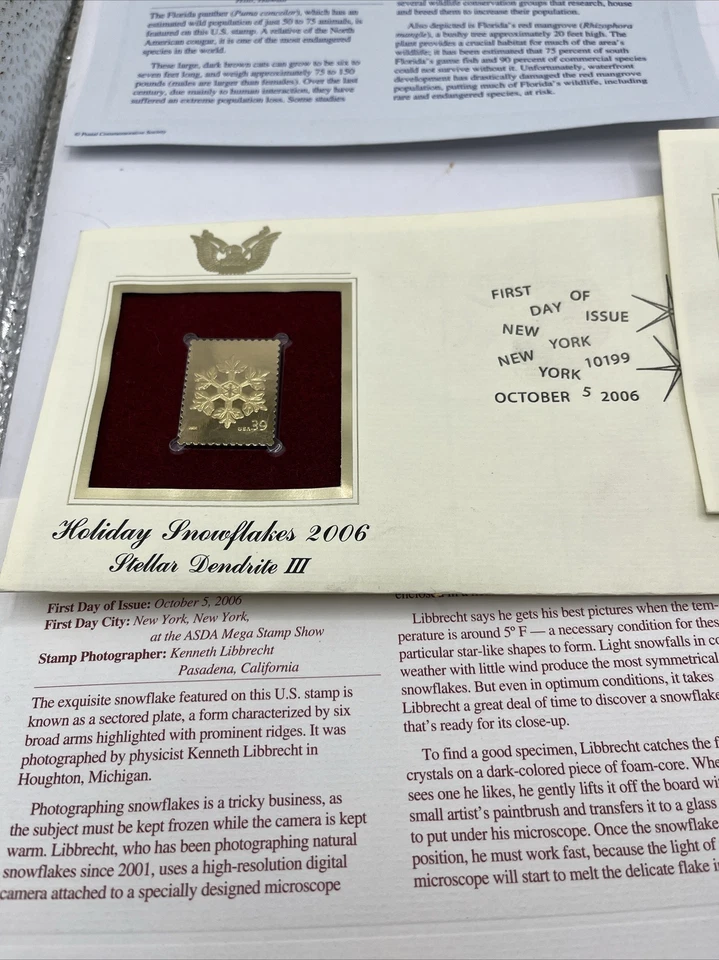 The Florida panther (Puma concolor), which has an
estimated wild population of just 50 to 75 animals, is
featured on this U.S. stamp. A relative of the North
American cougar, it is one of the most endangered
species in the world.
These large, dark brown cats can grow to be six to
seven feet long, and weigh approximately 75 to 150
pounds (males are larger than females). Over the last
century, due mainly to human interaction, they have
suffered an extreme population loss. Some studies
© Postal Commemorative Society
several wildlife conservation groups that research, house
and breed them to increase their population.
Also depicted is Florida's red mangrove (Rhizophora
mangle), a bushy tree approximately 20 feet high. The
plant provides a crucial habitat for much of the area's
wildlife; it has been estimated that 75 percent of south
Florida's game fish and 90 percent of commercial species
could not survive without it. Unfortunately, waterfront
development has drastically damaged the red mangrove
population, putting much of Florida's wildlife, including
rare and endangered species, at risk.
USA 39
FIRST
DAY OF
ISSUE
NEW
YORK
NEW
YORK 10199
OCTOBER 5 2006
Holiday Snowflakes 2006
Stellar Dendrite III
First Day of Issue: October 5, 2006
First Day City: New York, New York,
at the ASDA Mega Stamp Show
Stamp Photographer: Kenneth Libbrecht
Pasadena, California
The exquisite snowflake featured on this U.S. stamp is
known as a sectored plate, a form characterized by six
broad arms highlighted with prominent ridges. It was
photographed by physicist Kenneth Libbrecht in
Houghton, Michigan.
Photographing snowflakes is a tricky business, as
the subject must be kept frozen while the camera is kept
warm. Libbrecht, who has been photographing natural
snowflakes since 2001, uses a high-resolution digital
camera attached to a specially designed microscope
Libbrecht says he gets his best pictures when the tem-
perature is around 5° F — a necessary condition for thes
particular star-like shapes to form. Light snowfalls in co
weather with little wind produce the most symmetrical
snowflakes. But even in optimum conditions, it takes
Libbrecht a great deal of time to discover a snowflake
that's ready for its close-up.
To find a good specimen, Libbrecht catches the f
crystals on a dark-colored piece of foam-core. Whe
sees one he likes, he gently lifts it off the board wi
small artist's paintbrush and transfers it to a glass
to put under his microscope. Once the snowflake
position, he must work fast, because the light of
microscope will start to melt the delicate flake i